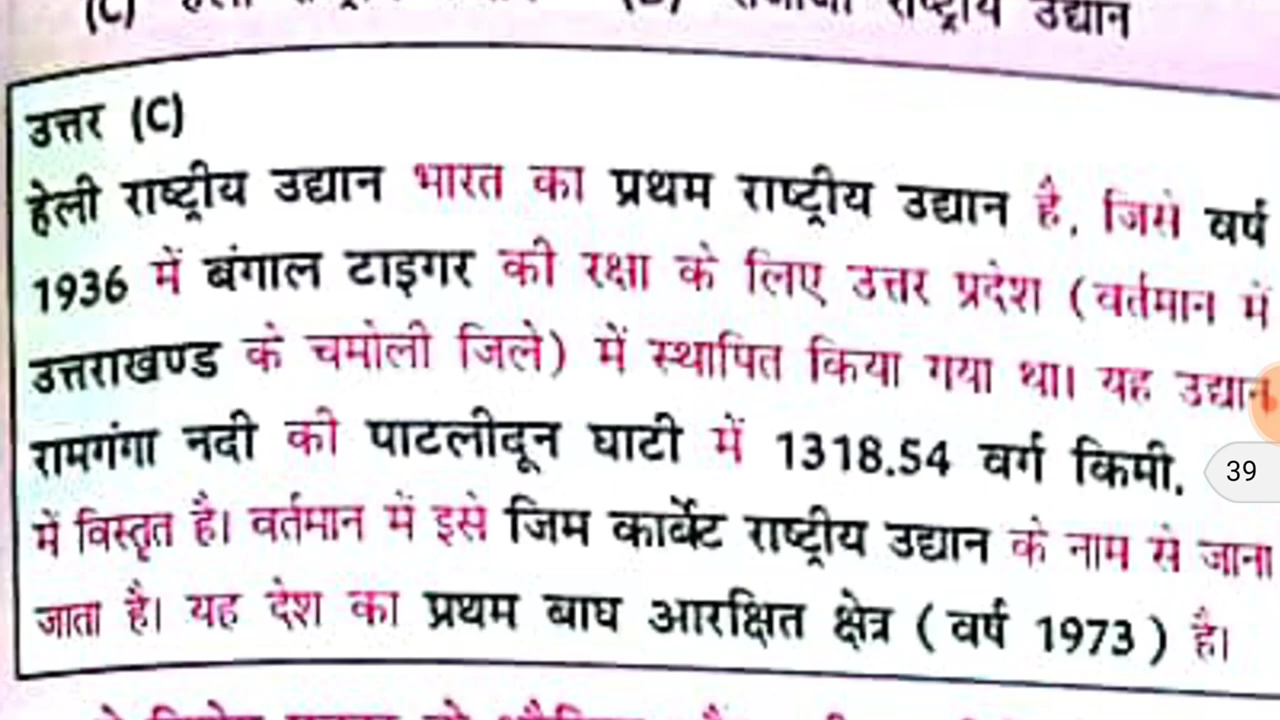 (C) हेली राष्ट्रीय उद्यान (D) राजाजी राष्ट्रीय उद्यान
उत्तर (C)
हेली राष्ट्रीय उद्यान भारत का प्रथम राष्ट्रीय उद्यान है, जिसे वर्ष
1936 में बंगाल टाइगर की रक्षा के लिए उत्तर प्रदेश (वर्तमान में
उत्तराखण्ड के चमोली जिले) में स्थापित किया गया था। यह उद्यान
रामगंगा नदी की पाटलीदून घाटी में 1318.54 वर्ग किमी.
39
में विस्तृत है। वर्तमान में इसे जिम कार्बेट राष्ट्रीय उद्यान के नाम से जाना
जाता है। यह देश का प्रथम बाघ आरक्षित क्षेत्र (वर्ष 1973) है।